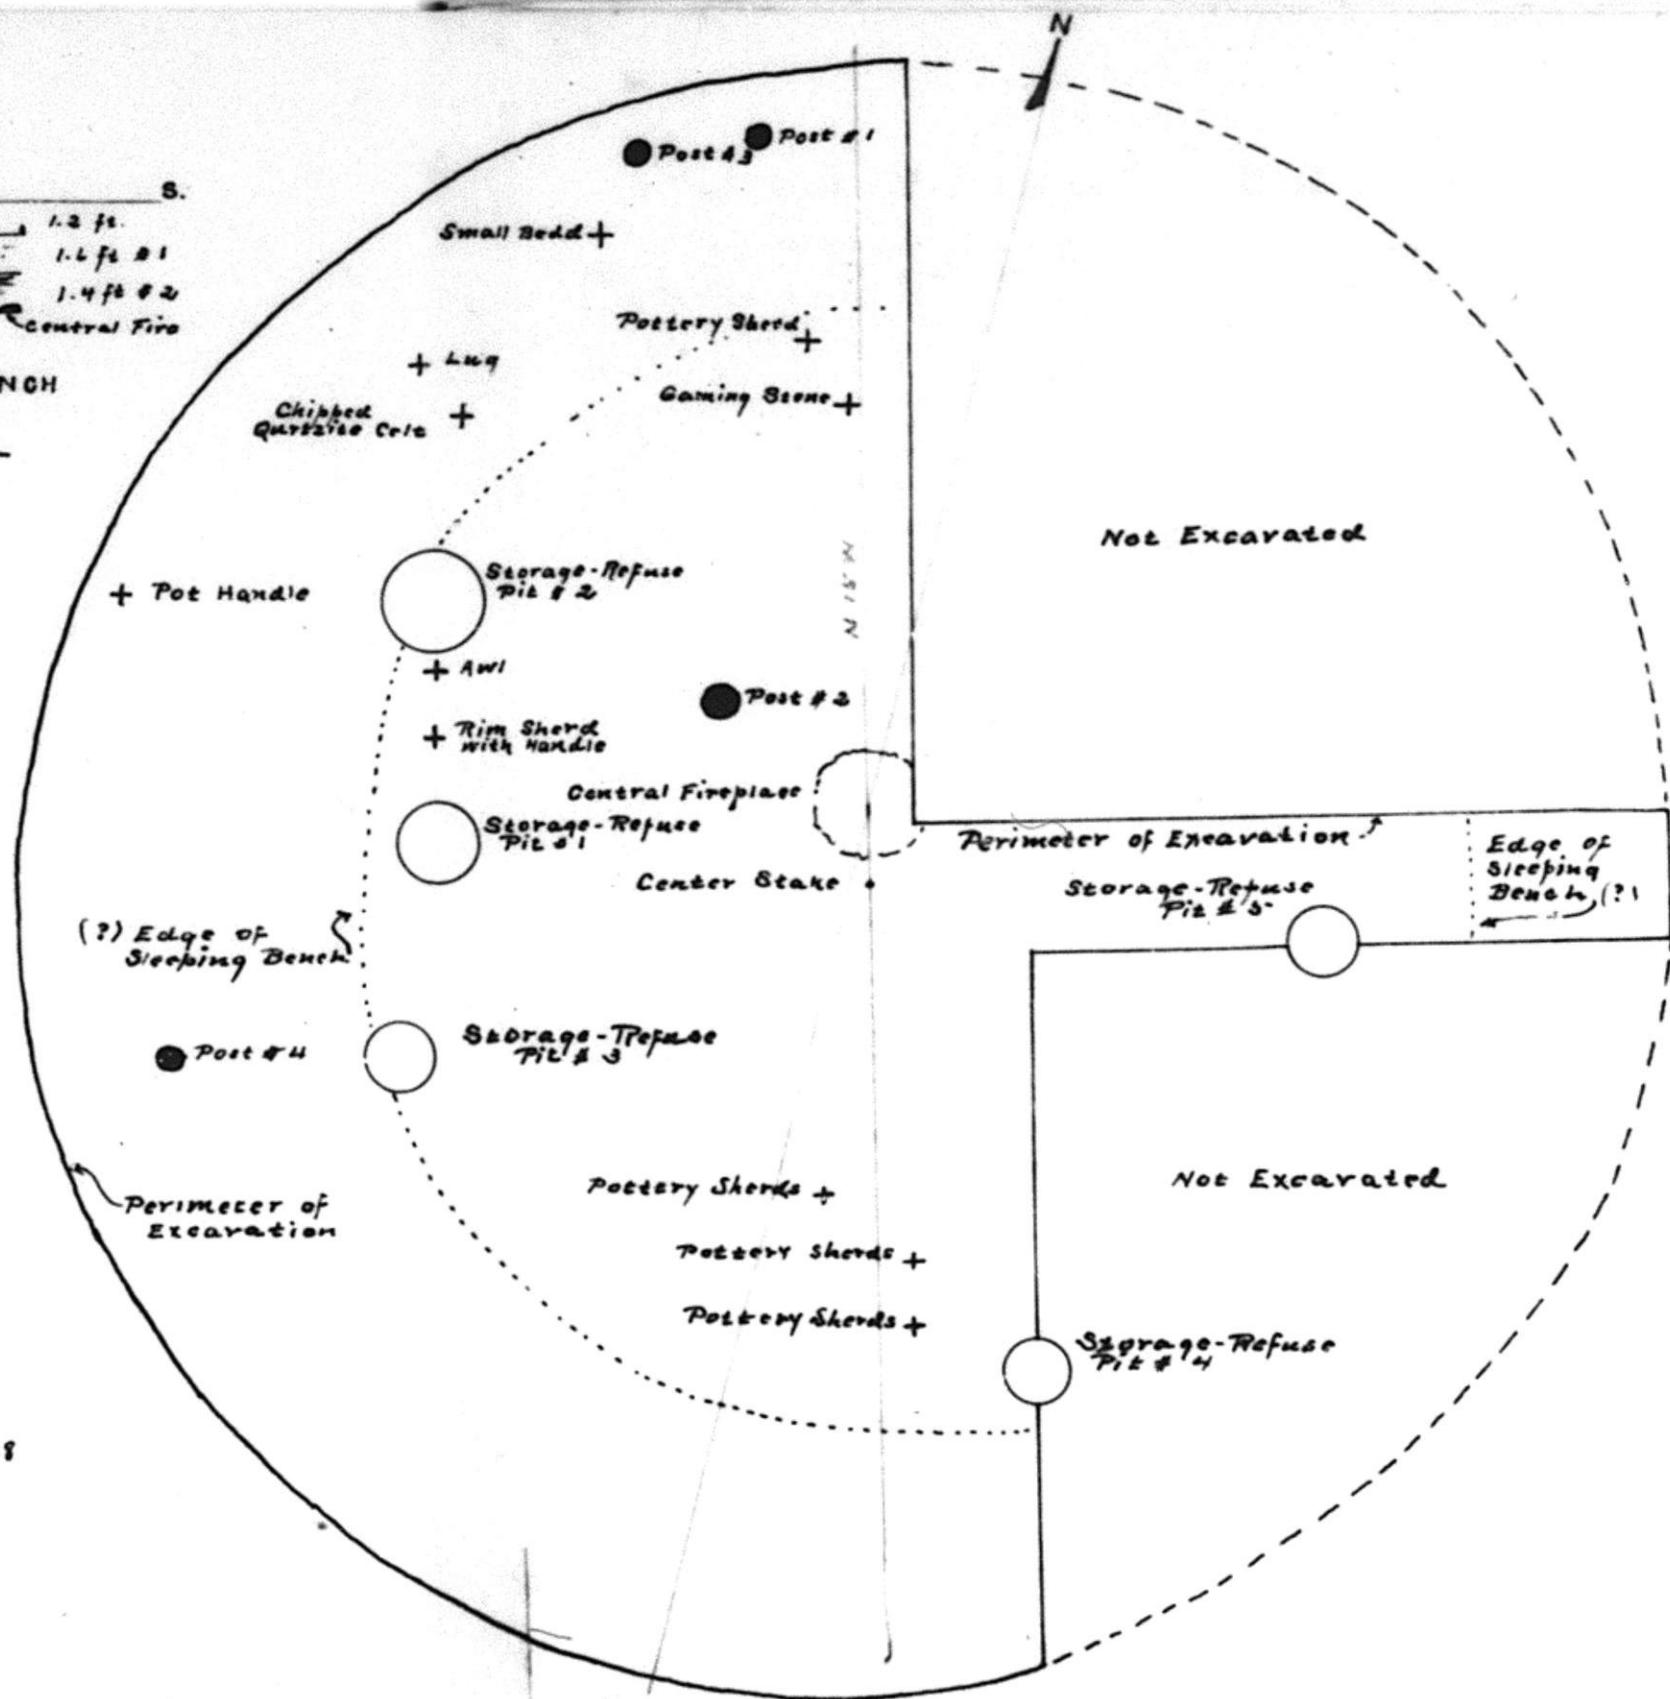 N
S.
1.2 ft.
1.6 ft #1
1.4 ft #2
Central Fire
NCH
Post #3
Post #1
Small Bedd
Pottery Sherd
Lug
Gaming Stone
Chipped
Qurtzite Celt
Not Excavated
N 15 W
Storage-Refuse
Pit # 2
Pot Handle
Awl
Post # 2
Rim Sherd
with Handle
Central Fireplace
Storage-Refuse
Pit #1
Perimeter of Excavation
Edge of
Sleeping
Bench (?)
Center Stake
Storage-Refuse
Pit # 5
(?) Edge of
Sleeping Bench
Storage-Refuse
Pit # 3
Post # 4
Not Excavated
Pottery Sherds
Perimeter of
Excavation
Pottery Sherds
Pottery Sherds
Storage-Refuse
Pit # 4
8